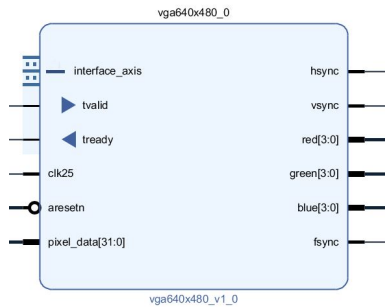 vga640x480_0
interface_axis
tvalid
tready
clk25
aresetn
pixel_data[31:0]
hsync
vsync
red[3:0]
green[3:0]
blue[3:0]
fsync
vga640x480_v1_0